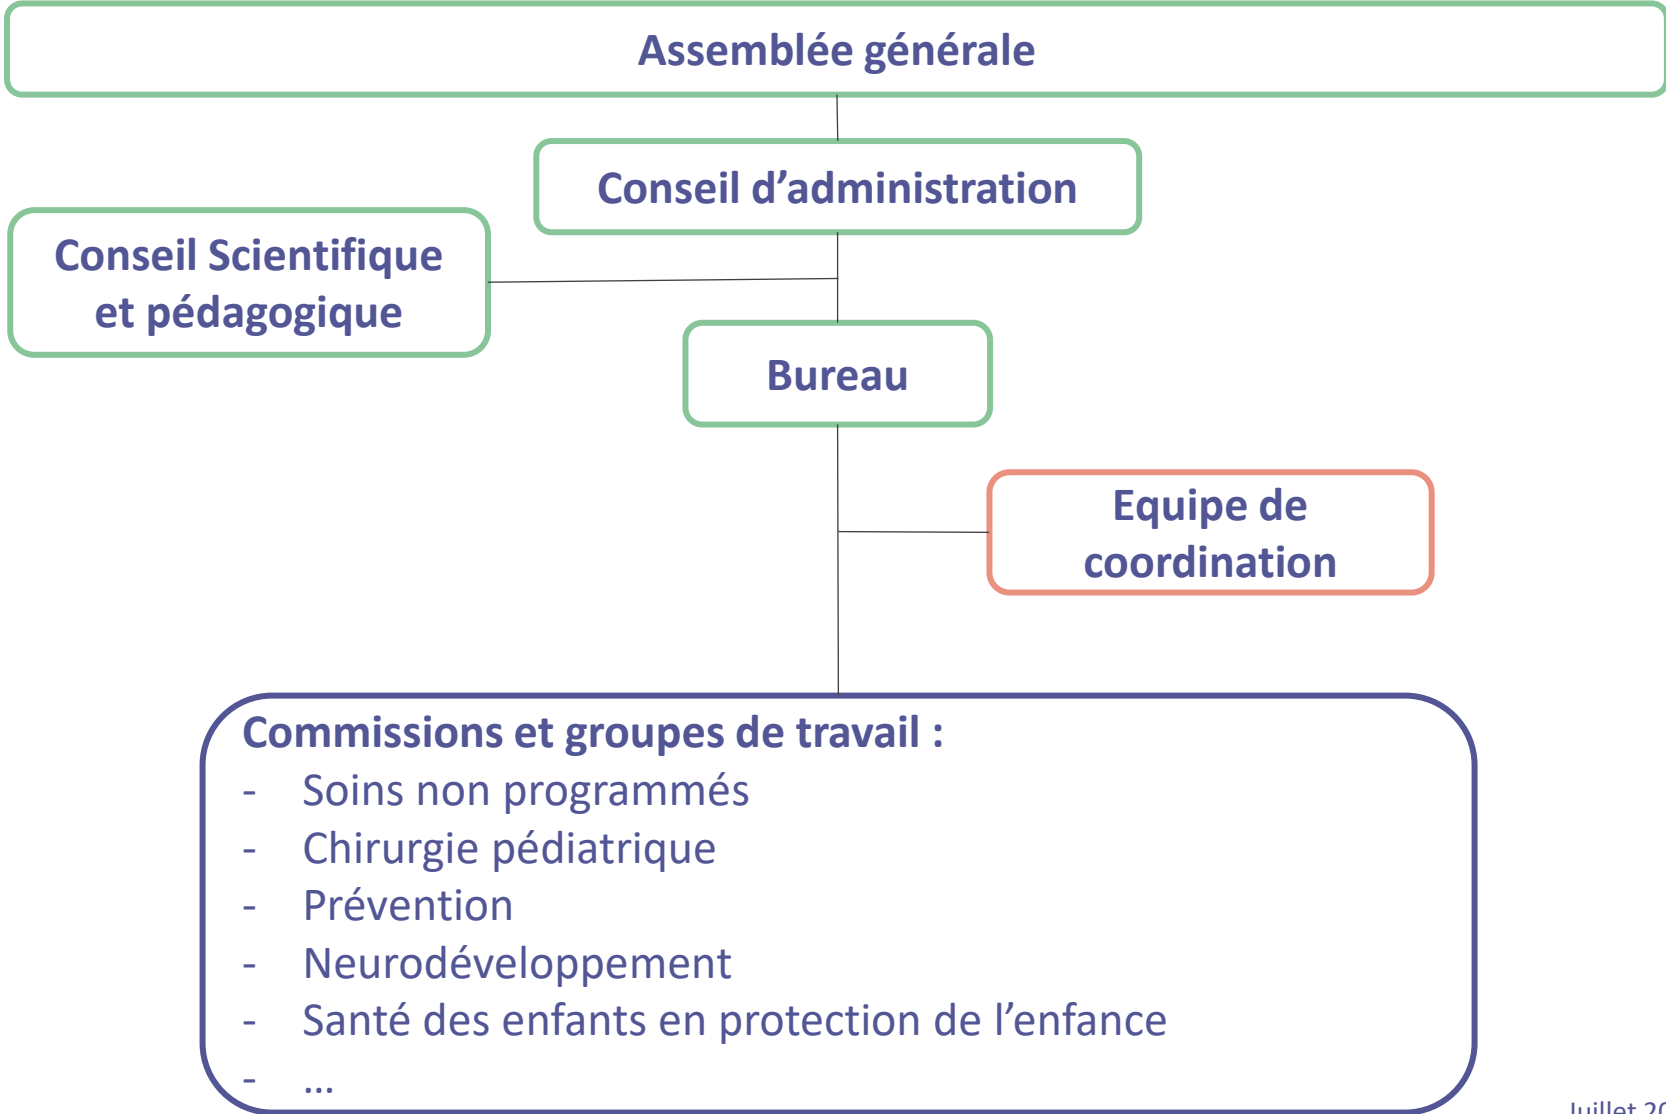 Assemblée générale
Conseil d'administration
Conseil Scientifique
et pédagogique
Bureau
Equipe de
coordination
Commissions et groupes de travail :
- Soins non programmés
- Chirurgie pédiatrique
- Prévention
- Neurodéveloppement
- Santé des enfants en protection de l’enfance
- ...
Juillet